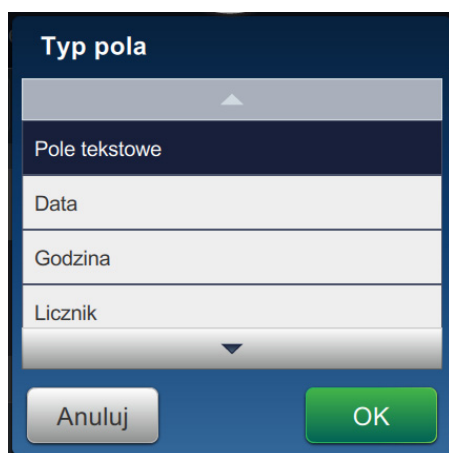 Typ pola
Pole tekstowe
Data
Godzina
Licznik
Anuluj
OK